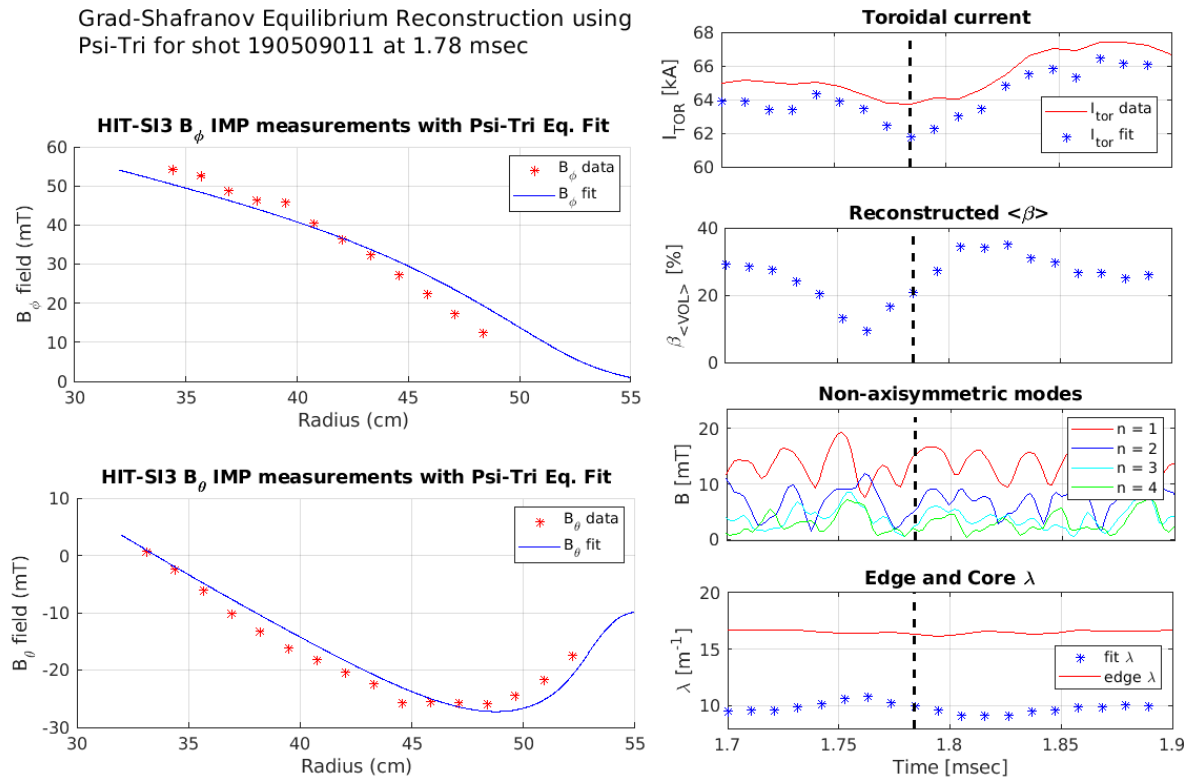 Grad-Shafranov Equilibrium Reconstruction using
Psi-Tri for shot 190509011 at 1.78 msec
HIT-SI3 Bϕ IMP measurements with Psi-Tri Eq. Fit
60
50
40
30
20
10
0
Bϕ field (mT)
Bϕ data
Bϕ fit
30
35
40
45
50
55
Radius (cm)
HIT-SI3 Bθ IMP measurements with Psi-Tri Eq. Fit
10
0
-10
-20
-30
Bθ field (mT)
Bθ data
Bθ fit
30
35
40
45
50
55
Radius (cm)
Toroidal current
68
66
64
62
60
I_TOR [kA]
I_tor data
I_tor fit
Reconstructed <β>
40
20
0
β_<VOL> [%]
Non-axisymmetric modes
20
10
0
B [mT]
n = 1
n = 2
n = 3
n = 4
Edge and Core λ
20
15
10
λ [m⁻¹]
fit λ
edge λ
1.7
1.75
1.8
1.85
1.9
Time [msec]